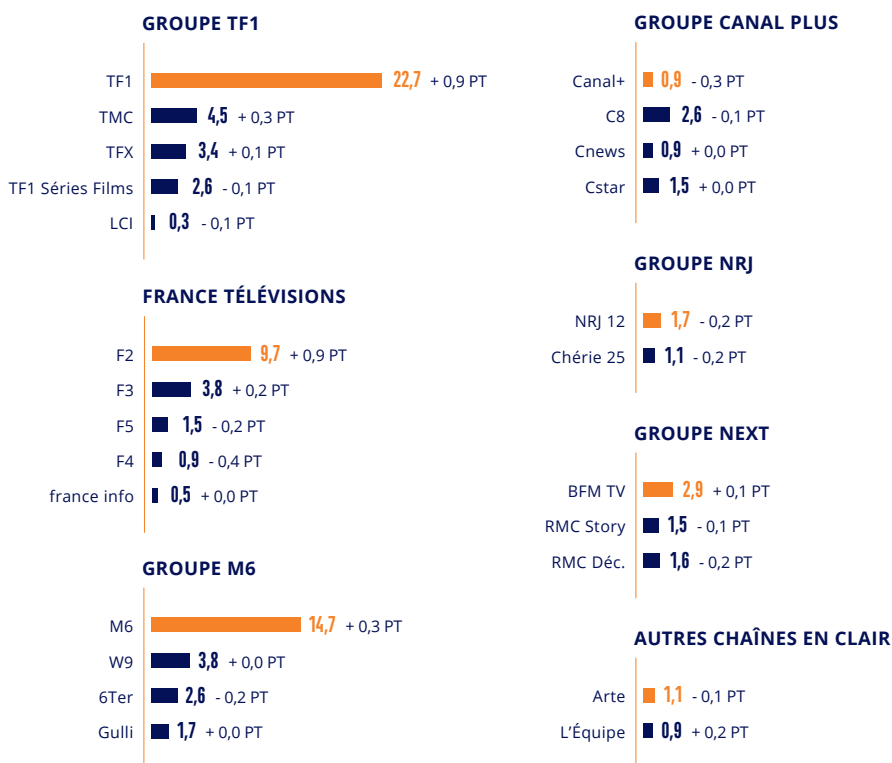 GROUPE TF1
TF1 22,7 + 0,9 PT
TMC 4,5 + 0,3 PT
TFX 3,4 + 0,1 PT
TF1 Séries Films 2,6 - 0,1 PT
LCI 0,3 - 0,1 PT
FRANCE TÉLÉVISIONS
F2 9,7 + 0,9 PT
F3 3,8 + 0,2 PT
F5 1,5 - 0,2 PT
F4 0,9 - 0,4 PT
france info 0,5 + 0,0 PT
GROUPE M6
M6 14,7 + 0,3 PT
W9 3,8 + 0,0 PT
6Ter 2,6 - 0,2 PT
Gulli 1,7 + 0,0 PT
GROUPE CANAL PLUS
Canal+ 0,9 - 0,3 PT
C8 2,6 - 0,1 PT
Cnews 0,9 + 0,0 PT
Cstar 1,5 + 0,0 PT
GROUPE NRJ
NRJ 12 1,7 - 0,2 PT
Chérie 25 1,1 - 0,2 PT
GROUPE NEXT
BFM TV 2,9 + 0,1 PT
RMC Story 1,5 - 0,1 PT
RMC Déc. 1,6 - 0,2 PT
AUTRES CHAÎNES EN CLAIR
Arte 1,1 - 0,1 PT
L'Équipe 0,9 + 0,2 PT